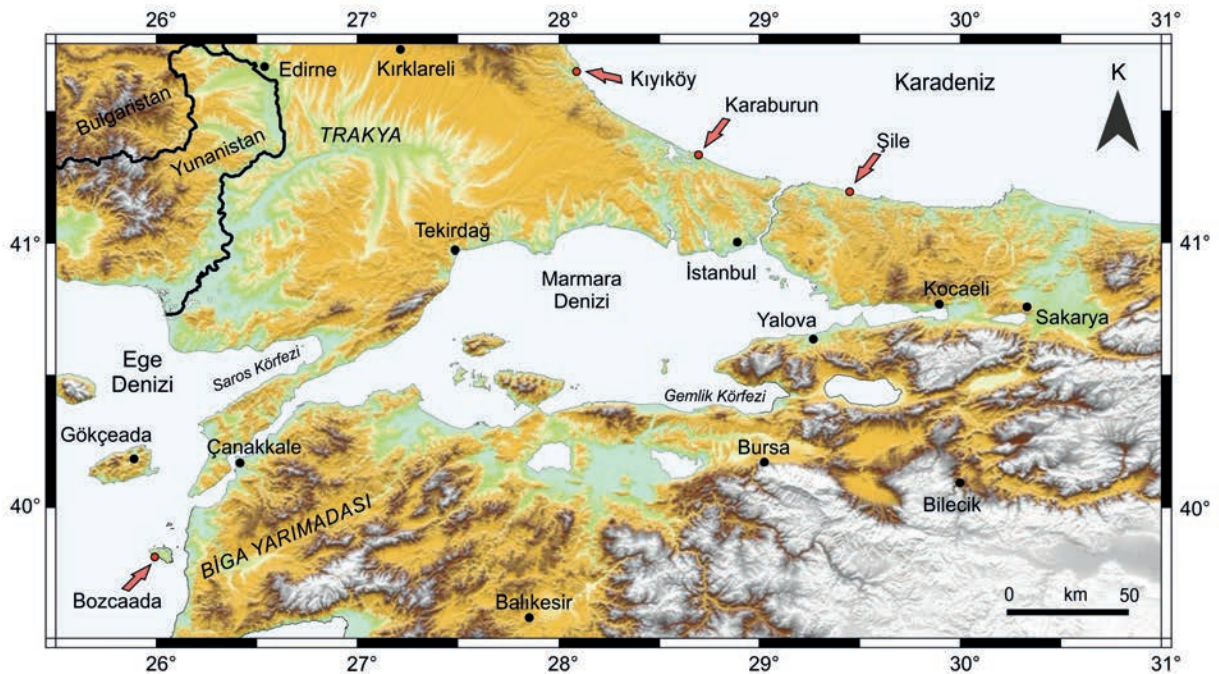 26° 27° 28° 29° 30° 31°
Edirne
Kırklareli
Kıyıköy
Karadeniz
K
Bulgaristan
Karaburun
Yunanistan
TRAKYA
Şile
41°
41°
Tekirdağ
İstanbul
Marmara
Denizi
Kocaeli
Sakarya
Yalova
Ege
Denizi
Saros Körfezi
Gemlik Körfezi
Gökçeada
Çanakkale
Bursa
40°
40°
Bilecik
BİGA YARIMADASI
Bozcaada
Balıkesir
0 km 50
26° 27° 28° 29° 30° 31°